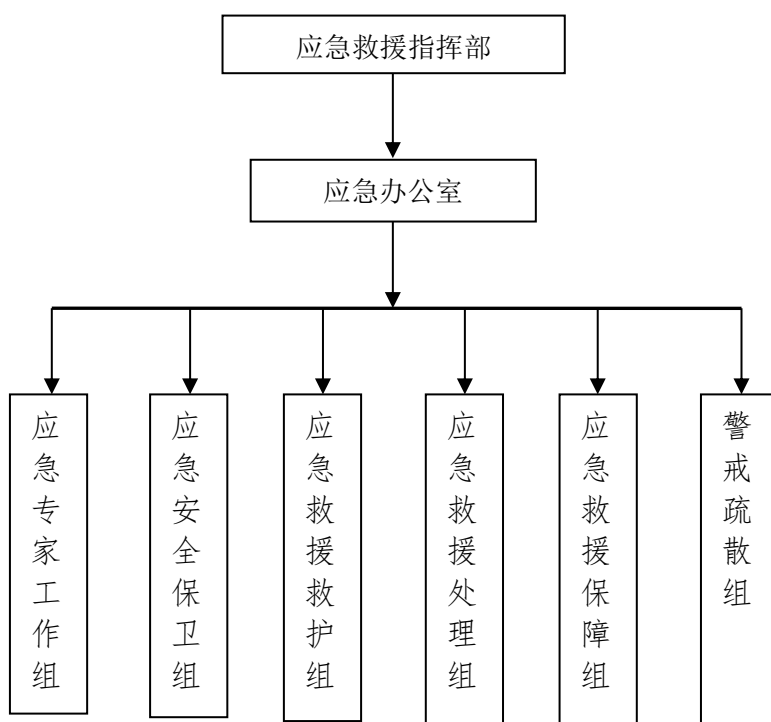 应急救援指挥部
应急办公室
应急专家工作组
应急安全保卫组
应急救援救护组
应急救援处理组
应急救援保障组
警戒疏散组